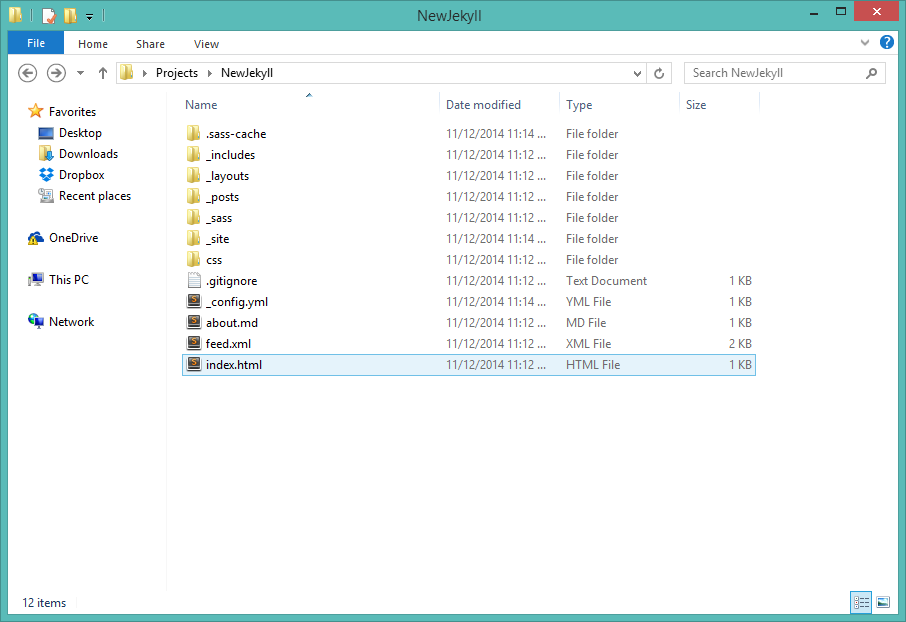 NewJekyll
File Home Share View
Projects NewJekyll Search NewJekyll
Name Date modified Type Size
Favorites
Desktop
Downloads
Dropbox
Recent places
OneDrive
This PC
Network
.sass-cache 11/12/2014 11:14 ... File folder
_includes 11/12/2014 11:12 ... File folder
_layouts 11/12/2014 11:12 ... File folder
_posts 11/12/2014 11:12 ... File folder
_sass 11/12/2014 11:12 ... File folder
_site 11/12/2014 11:14 ... File folder
css 11/12/2014 11:12 ... File folder
.gitignore 11/12/2014 11:12 ... Text Document 1 KB
_config.yml 11/12/2014 11:14 ... YML File 1 KB
about.md 11/12/2014 11:12 ... MD File 1 KB
feed.xml 11/12/2014 11:12 ... XML File 2 KB
index.html 11/12/2014 11:12 ... HTML File 1 KB
12 items